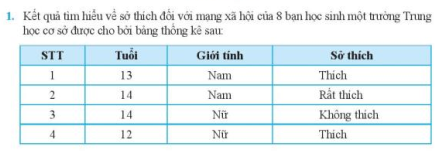 1. Kết quả tìm hiểu về sở thích đối với mạng xã hội của 8 bạn học sinh một trường Trung
học cơ sở được cho bởi bảng thống kê sau:
STT Tuổi Giới tính Sở thích
1 13 Nam Thích
2 14 Nam Rất thích
3 14 Nữ Không thích
4 12 Nữ Thích